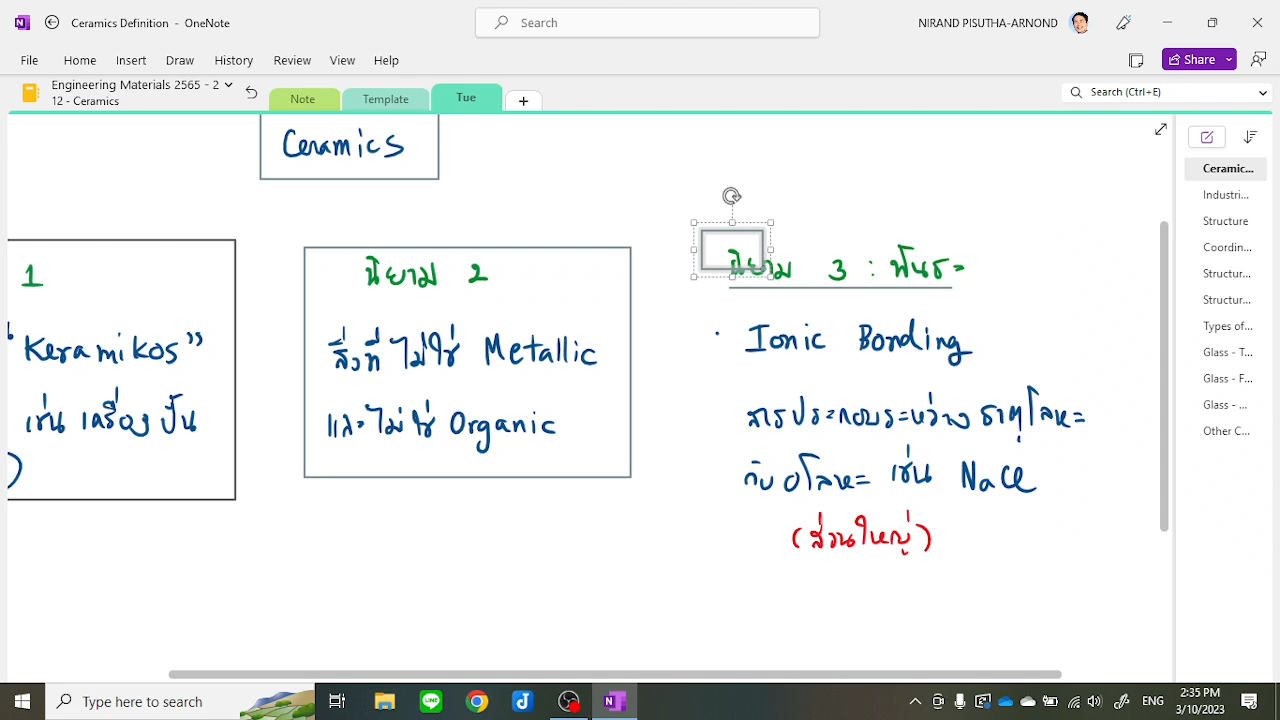 Ceramics Definition - OneNote
Search
NIRAND PISUTHA-ARNOND
File Home Insert Draw History Review View Help
Share
Engineering Materials 2565 - 2
12 - Ceramics
Note
Template
Tue
+
Search (Ctrl+E)
Ceramics
1
"Keramikos"
เช่น เครื่องปั้น
)
นิยาม 2
สิ่งที่ไม่ใช่ Metallic
และไม่ใช่ Organic
นิยาม 3 : พันธะ
· Ionic Bonding
สารประกอบระหว่าง ธาตุโลหะ
กับ อโลหะ เช่น NaCl
(ส่วนใหญ่)
Ceramic...
Industri...
Structure
Coordin...
Structur...
Structur...
Types of...
Glass - T...
Glass - F...
Glass - ...
Other C...
Type here to search
ENG
2:35 PM
3/10/2023